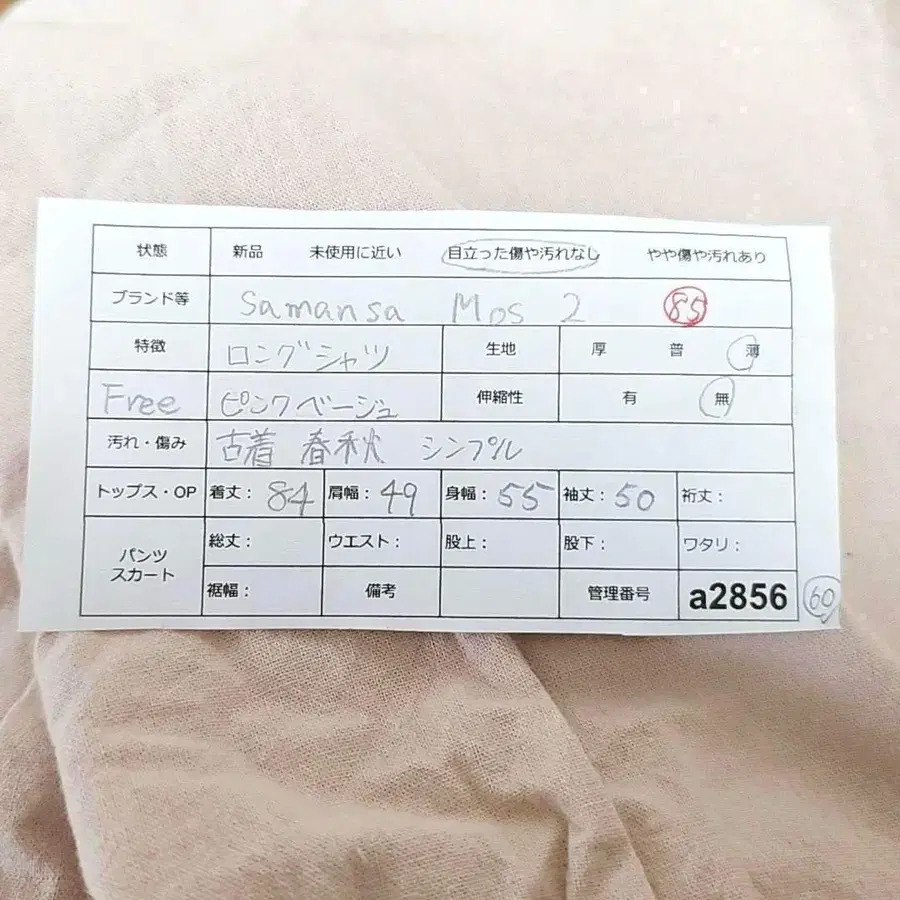 状態 新品 未使用に近い 目立った傷や汚れなし やや傷や汚れあり
ブランド等 Samansa Mos 2 85
特徴 ロングシャツ 生地 厚 普 薄
Free ピンクベージュ 伸縮性 有 無
汚れ・傷み 古着 春秋 シンプル
トップス・OP 着丈: 84 肩幅: 49 身幅: 55 袖丈: 50 裄丈:
パンツ スカート 総丈: ウエスト: 股上: 股下: ワタリ:
裾幅: 備考 管理番号 a2856 60